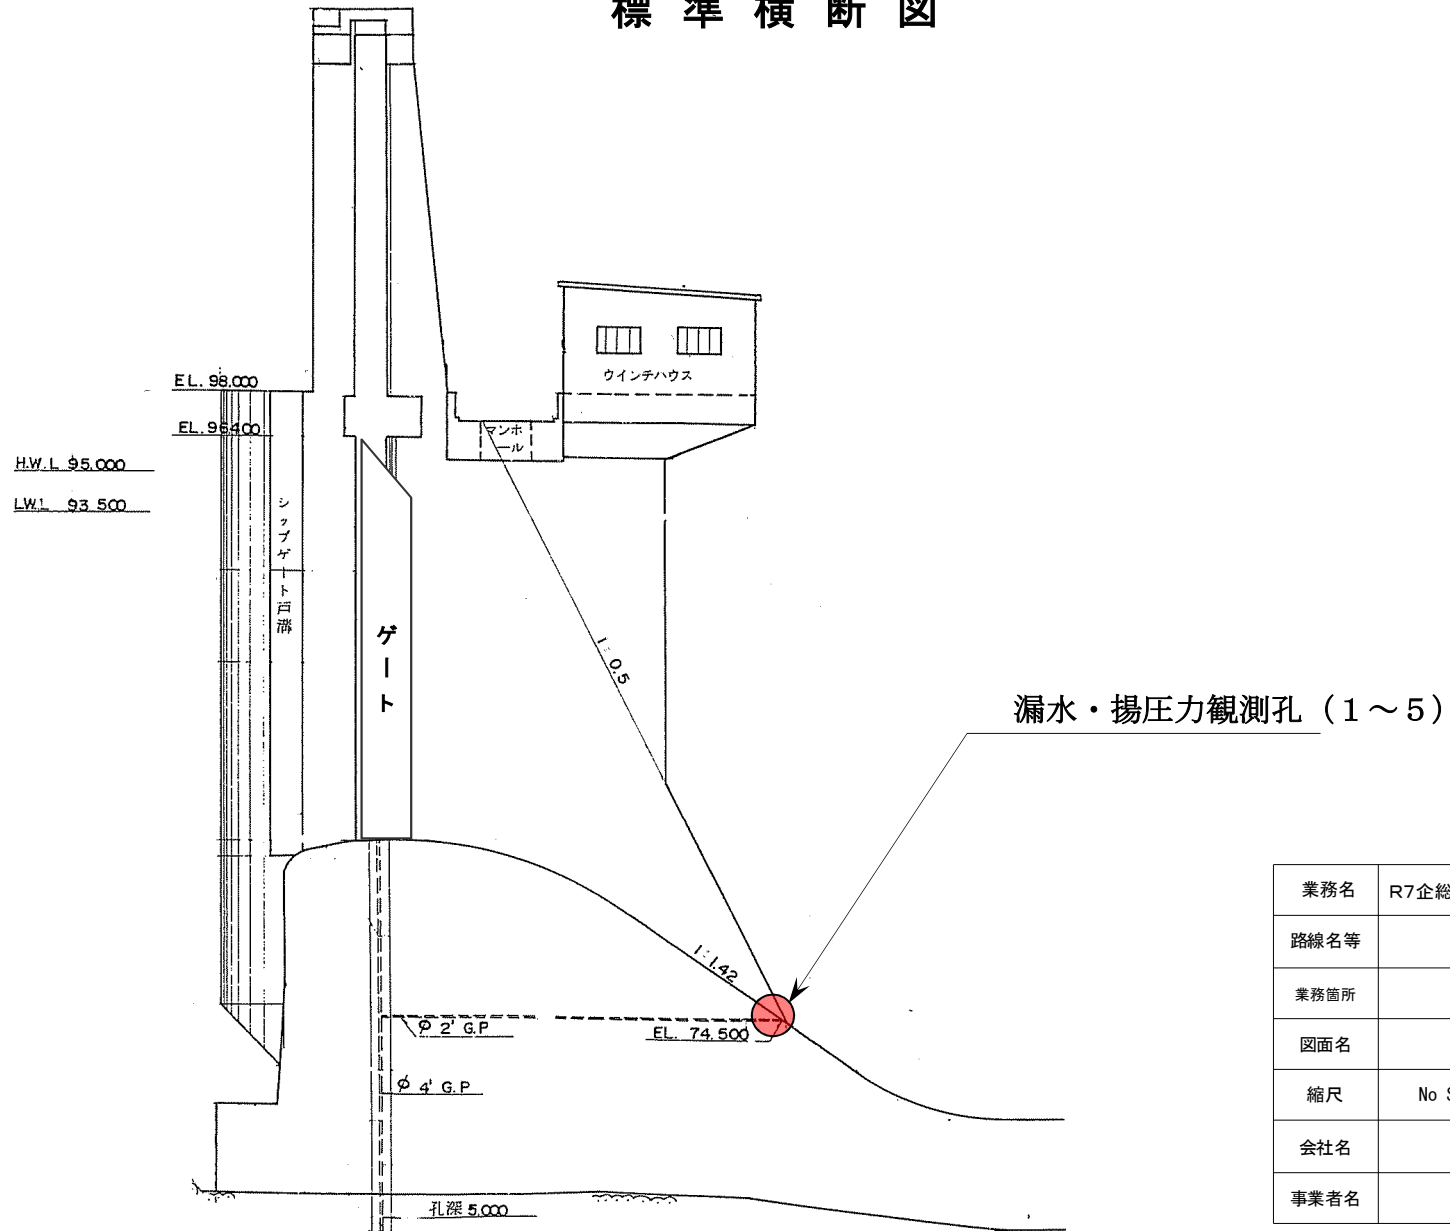 標準横断図
EL. 98.000
EL. 96.400
H.W.L 95.000
L.W.L 93.500
シップゲート戸溝
ゲート
ウインチハウス
マンホ
ール
1:0.5
漏水・揚圧力観測孔（1～5）
1:1.42
φ 2' G.P
EL. 74.500
φ 4' G.P
孔深 5.000
業務名 R7企総
路線名等
業務箇所
図面名
縮尺 No
会社名
事業者名